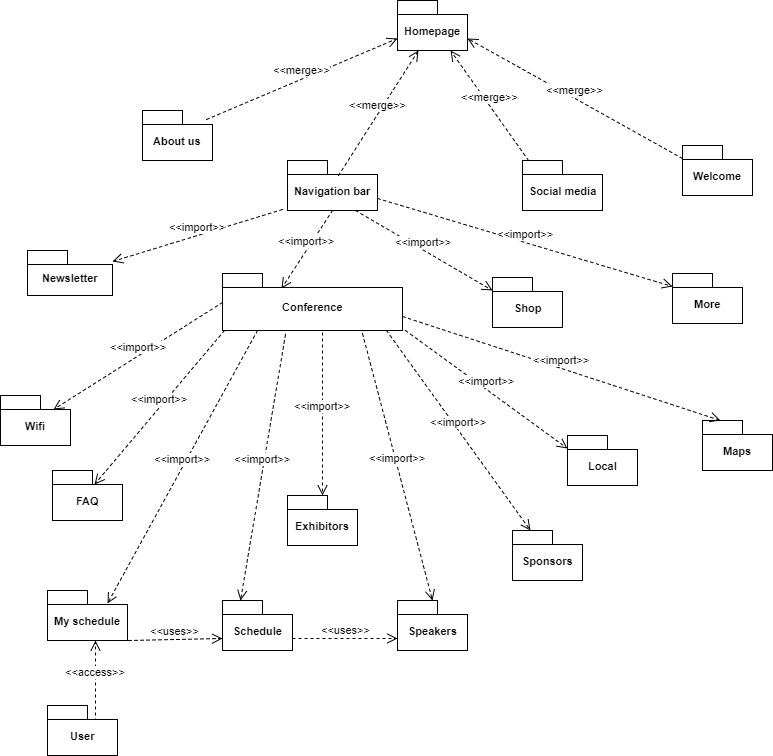 Homepage
<<merge>>
<<merge>>
<<merge>>
<<merge>>
About us
Welcome
Navigation bar
Social media
<<import>>
<<import>>
<<import>>
<<import>>
Newsletter
Conference
Shop
More
<<import>>
<<import>>
<<import>>
<<import>>
<<import>>
<<import>>
<<import>>
<<import>>
<<import>>
Wifi
Maps
Local
FAQ
Exhibitors
Sponsors
My schedule
<<uses>>
Schedule
<<uses>>
Speakers
<<access>>
User